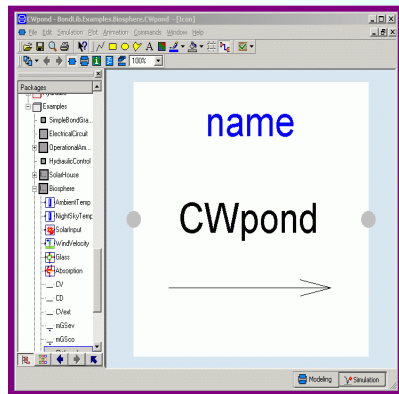 CWpond - BondLib.Examples.Biosphere.CWpond - [Icon]
File Edit Simulation Plot Animation Commands Window Help
100%
Packages
Examples
SimpleBondGra...
ElectricalCircuit
OperationalAm...
HydraulicControl
SolarHouse
Biosphere
AmbientTemp
NightSkyTemp
SolarInput
WindVelocity
Glass
Absorption
CV
CD
CVext
mGSev
mGSco
name
CWpond
Modeling Simulation